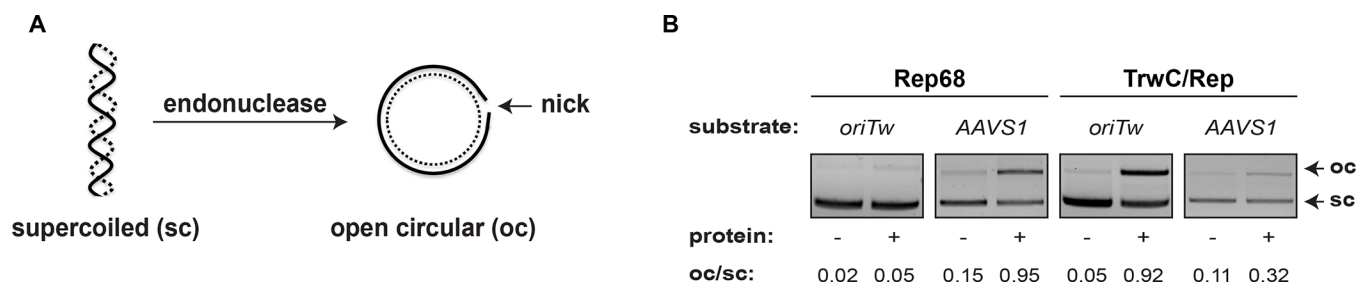 A
endonuclease
nick
supercoiled (sc)
open circular (oc)
B
Rep68 TrwC/Rep
substrate: oriTw AAVS1 oriTw AAVS1
oc
sc
protein: - + - + - + - +
oc/sc: 0.02 0.05 0.15 0.95 0.05 0.92 0.11 0.32